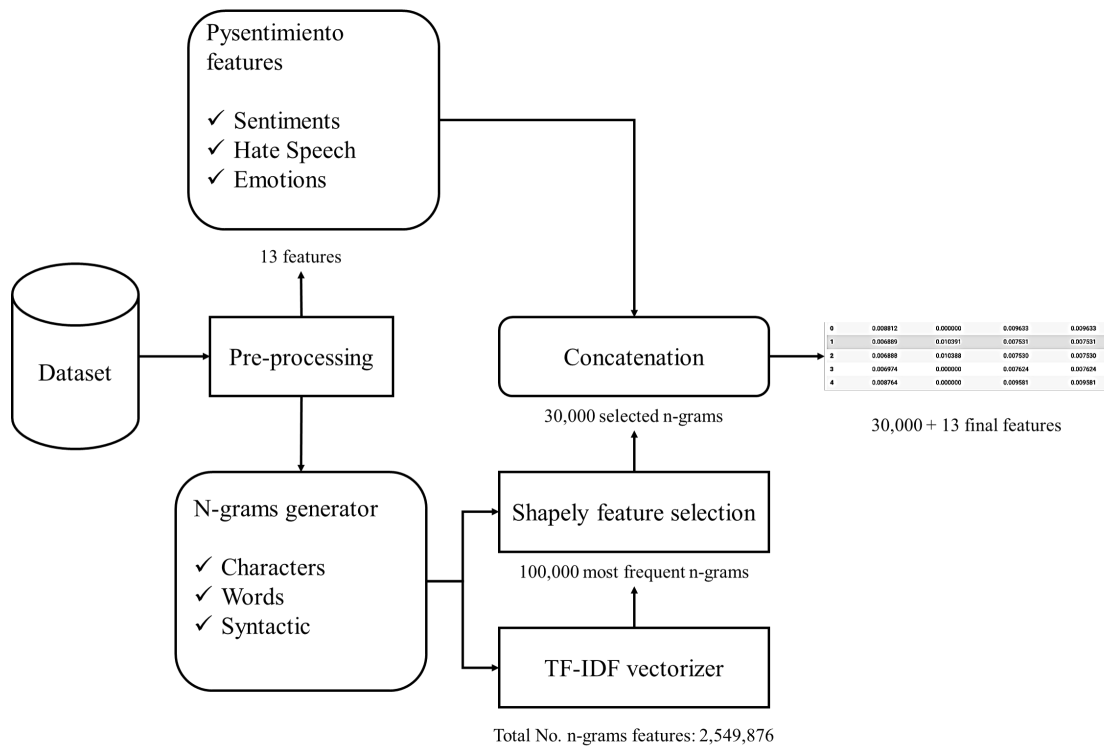 Pysentimiento
features
✓ Sentiments
✓ Hate Speech
✓ Emotions
13 features
Dataset
Pre-processing
Concatenation
0 0.008812 0.000000 0.009633 0.009633
1 0.006889 0.010391 0.007531 0.007531
2 0.006888 0.010388 0.007530 0.007530
3 0.006974 0.000000 0.007624 0.007624
4 0.008764 0.000000 0.009581 0.009581
30,000 + 13 final features
30,000 selected n-grams
N-grams generator
✓ Characters
✓ Words
✓ Syntactic
Shapely feature selection
100,000 most frequent n-grams
TF-IDF vectorizer
Total No. n-grams features: 2,549,876